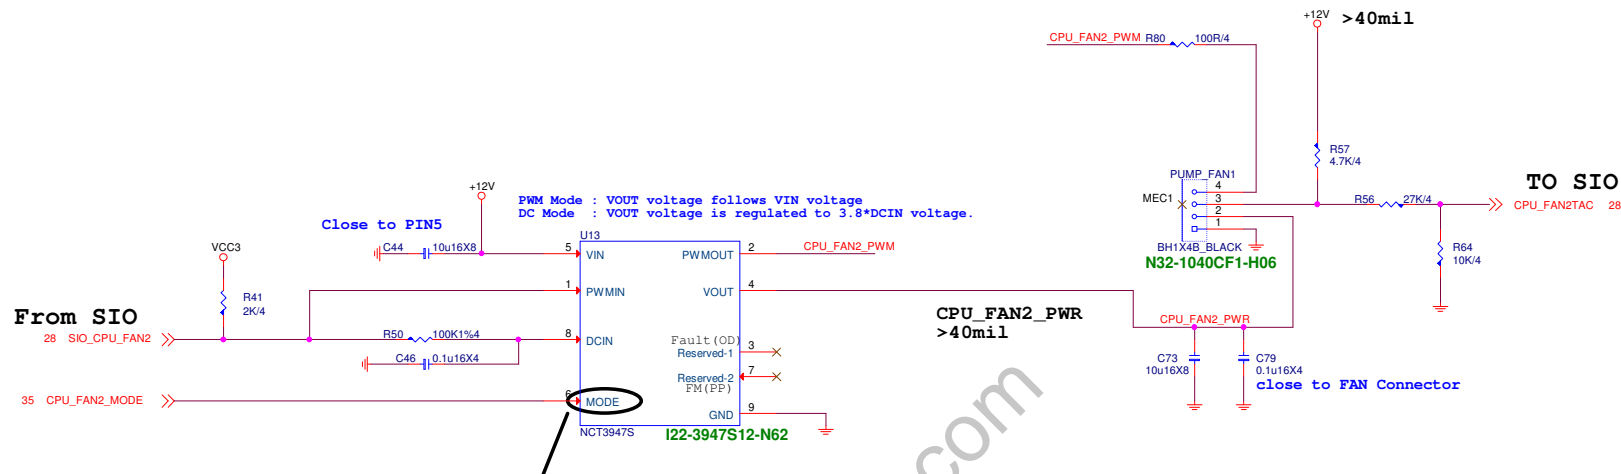 +12V
>40mil
CPU_FAN2_PWM
R80
100R/4
R57
4.7K/4
PUMP_FAN1
4
3
2
1
MEC1
BH1X4B_BLACK
N32-1040CF1-H06
R56
27K/4
TO SIO
CPU_FAN2TAC 28
R64
10K/4
+12V
PWM Mode : VOUT voltage follows VIN voltage
DC Mode : VOUT voltage is regulated to 3.8*DCIN voltage.
Close to PIN5
C44
10u16X8
U13
5
VIN
PWMOUT
2
CPU_FAN2_PWM
VCC3
R41
2K/4
1
PWMIN
VOUT
4
CPU_FAN2_PWR
>40mil
CPU_FAN2_PWR
From SIO
28 SIO_CPU_FAN2
R50
100K1%4
8
DCIN
Fault(OD)
Reserved-1
3
C46
0.1u16X4
Reserved-2
FM(PP)
7
C73
10u16X8
C79
0.1u16X4
close to FAN Connector
35 CPU_FAN2_MODE
6
MODE
GND
9
NCT3947S
I22-3947S12-N62
.com